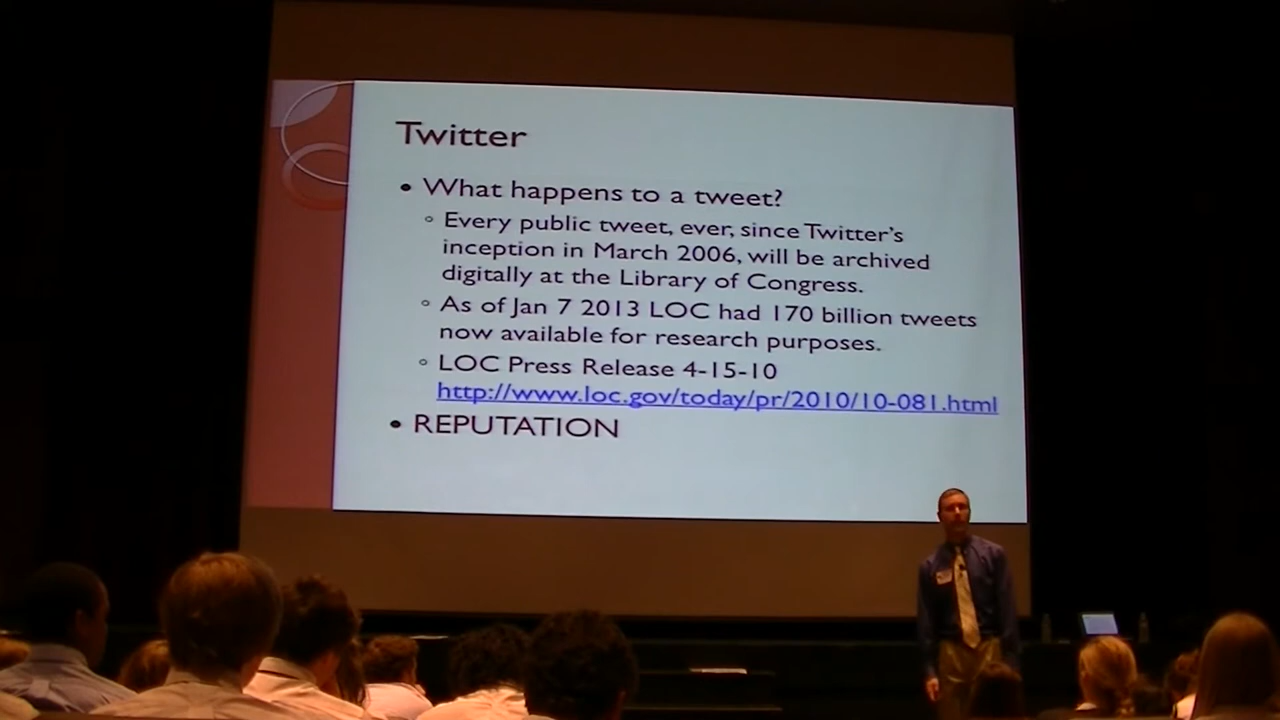 Twitter
• What happens to a tweet?
◦ Every public tweet, ever, since Twitter's
inception in March 2006, will be archived
digitally at the Library of Congress.
◦ As of Jan 7 2013 LOC had 170 billion tweets
now available for research purposes.
◦ LOC Press Release 4-15-10
http://www.loc.gov/today/pr/2010/10-081.html
• REPUTATION